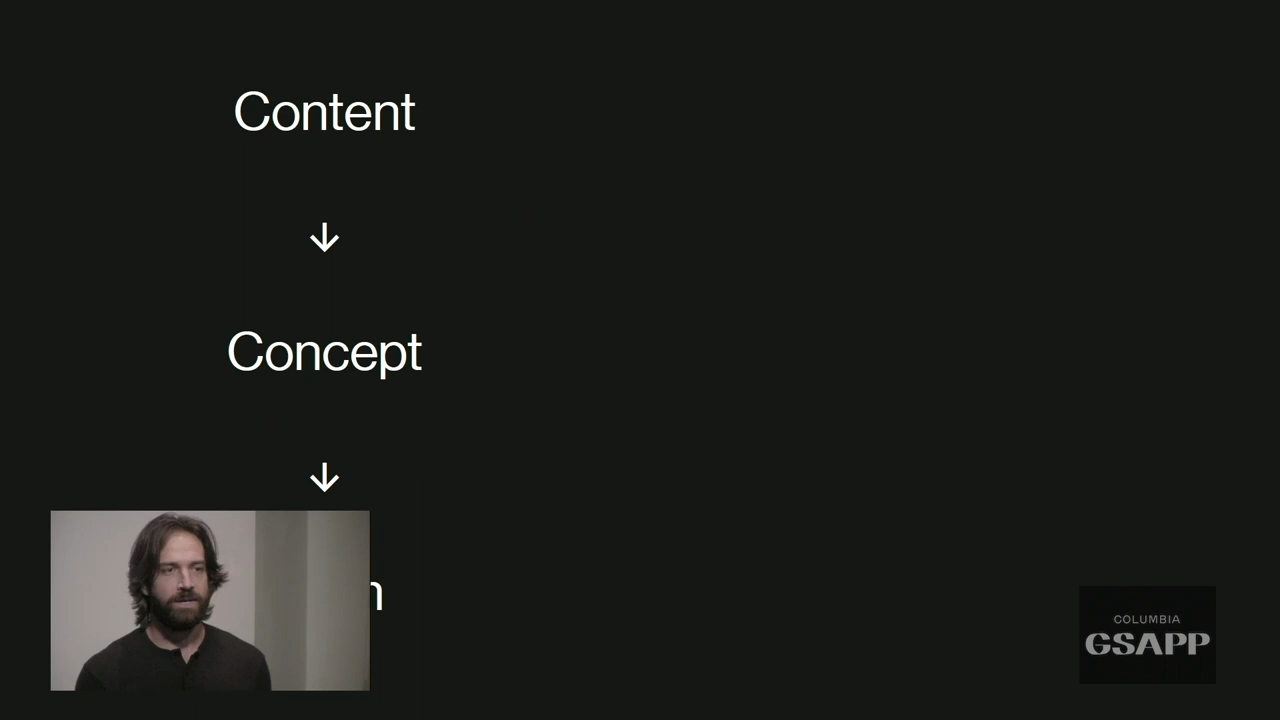 Content
↓
Concept
↓
COLUMBIA
GSAPP